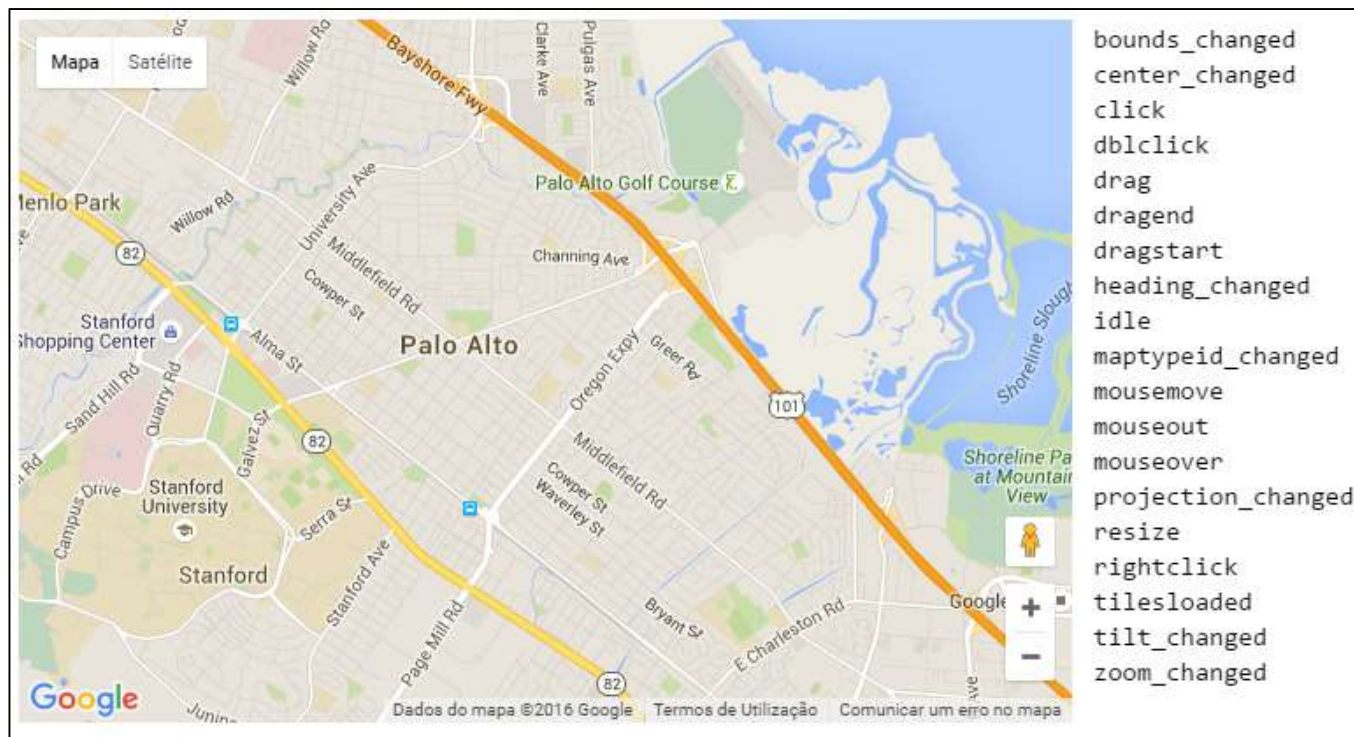 Mapa
Satélite
Willow Rd
Willow Rd
Bayshore Fwy
Clarke Ave
Pulgas Ave
Palo Alto Golf Course
Menlo Park
Willow Rd
University Ave
82
Middlefield Rd
Channing Ave
Cowper St
Stanford
Shopping Center
Alma St
Palo Alto
Oregon Expy
Greer Rd
Shoreline Slough
Sand Hill Rd
Quarry Rd
101
Galvez St
82
Middlefield Rd
Rd
Campus Drive
Stanford
University
Serra St
Cowper St
Waverley St
Shoreline Pa
at Mountain
View
Stanford
Stanford Ave
Page Mill Rd
Bryant St
E Charleston Rd
Google
+
−
Ave
82
Google
Junip
Dados do mapa ©2016 Google
Termos de Utilização
Comunicar um erro no mapa
bounds_changed
center_changed
click
dblclick
drag
dragend
dragstart
heading_changed
idle
maptypeid_changed
mousemove
mouseout
mouseover
projection_changed
resize
rightclick
tilesloaded
tilt_changed
zoom_changed